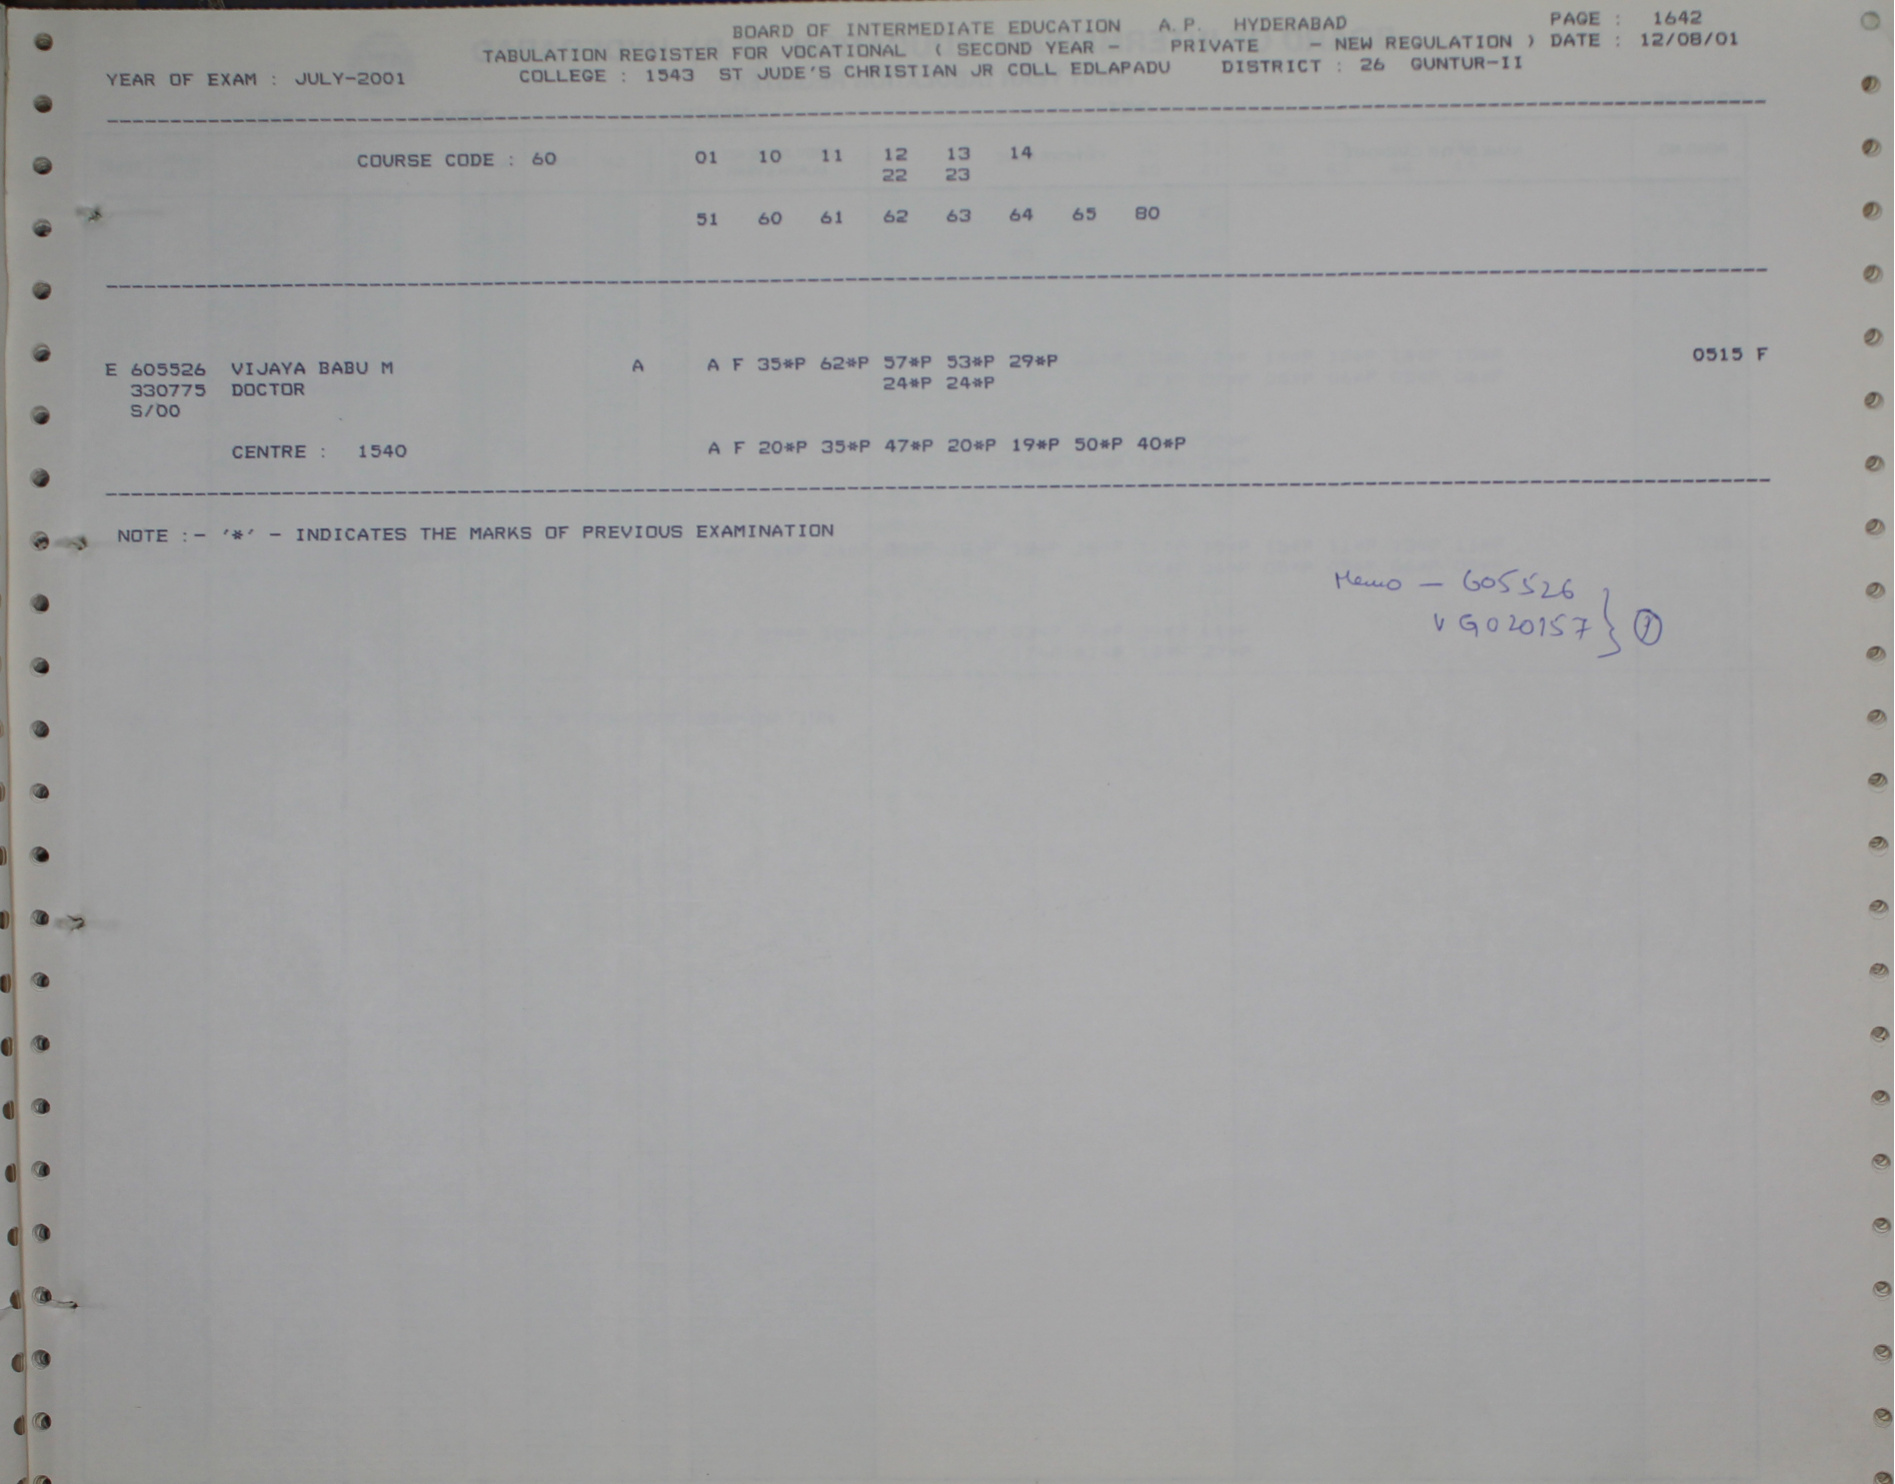 BOARD OF INTERMEDIATE EDUCATION A.P. HYDERABAD PAGE : 1642
TABULATION REGISTER FOR VOCATIONAL ( SECOND YEAR - PRIVATE - NEW REGULATION ) DATE : 12/08/01
YEAR OF EXAM : JULY-2001 COLLEGE : 1543 ST JUDE'S CHRISTIAN JR COLL EDLAPADU DISTRICT : 26 GUNTUR-II
COURSE CODE : 60 01 10 11 12 13 14
22 23
51 60 61 62 63 64 65 80
E 605526 VIJAYA BABU M A A F 35*P 62*P 57*P 53*P 29*P 0515 F
330775 DOCTOR 24*P 24*P
S/00
CENTRE : 1540 A F 20*P 35*P 47*P 20*P 19*P 50*P 40*P
NOTE :- '*' - INDICATES THE MARKS OF PREVIOUS EXAMINATION
Memo - 605526
VG020157 } 1